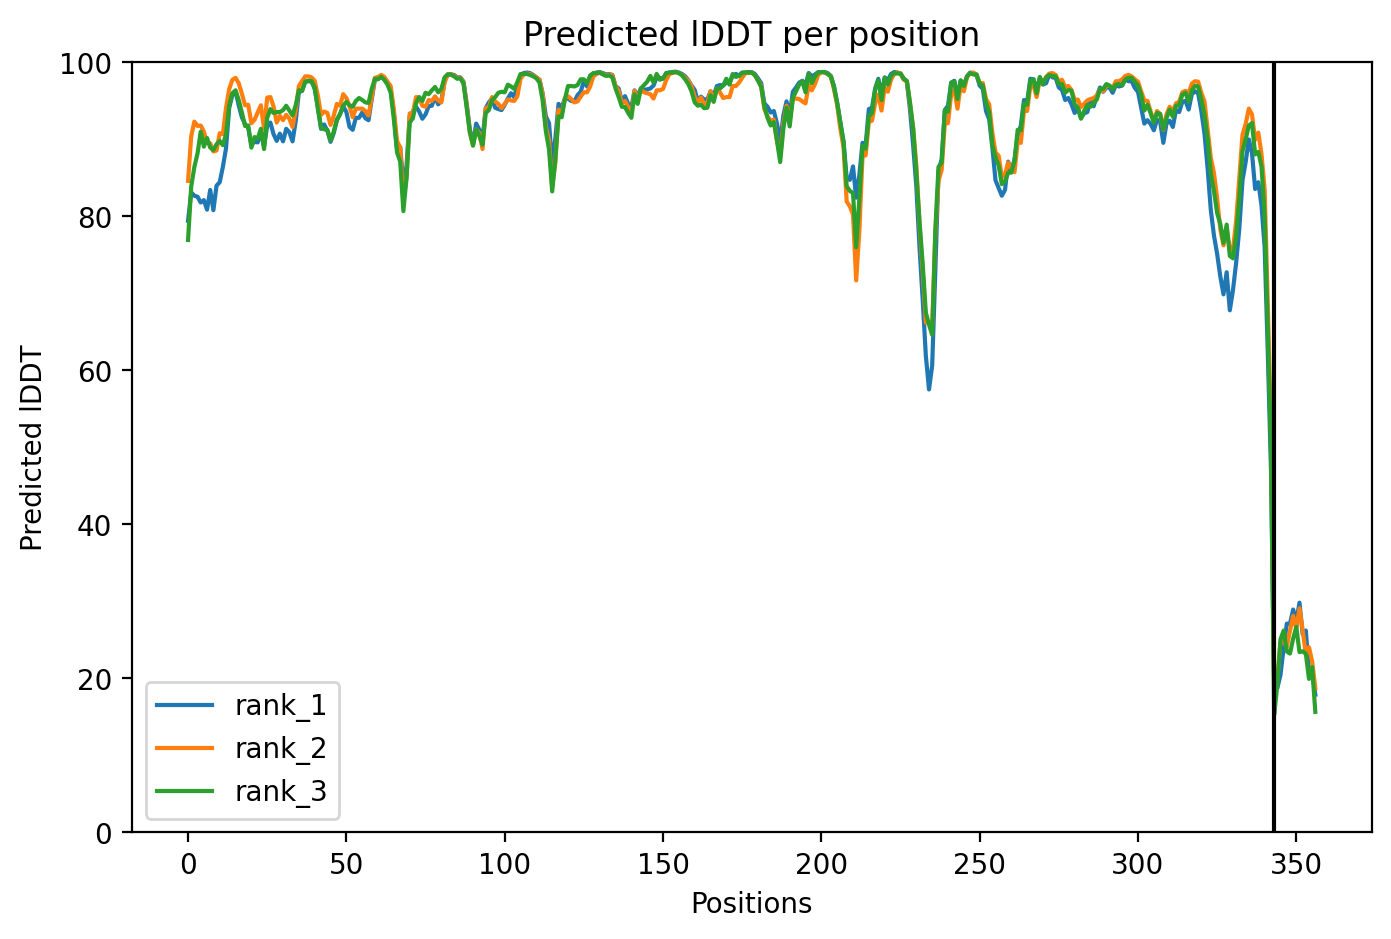 Predicted lDDT per position
100
80
60
40
20
0
Predicted lDDT
rank_1
rank_2
rank_3
0 50 100 150 200 250 300 350
Positions